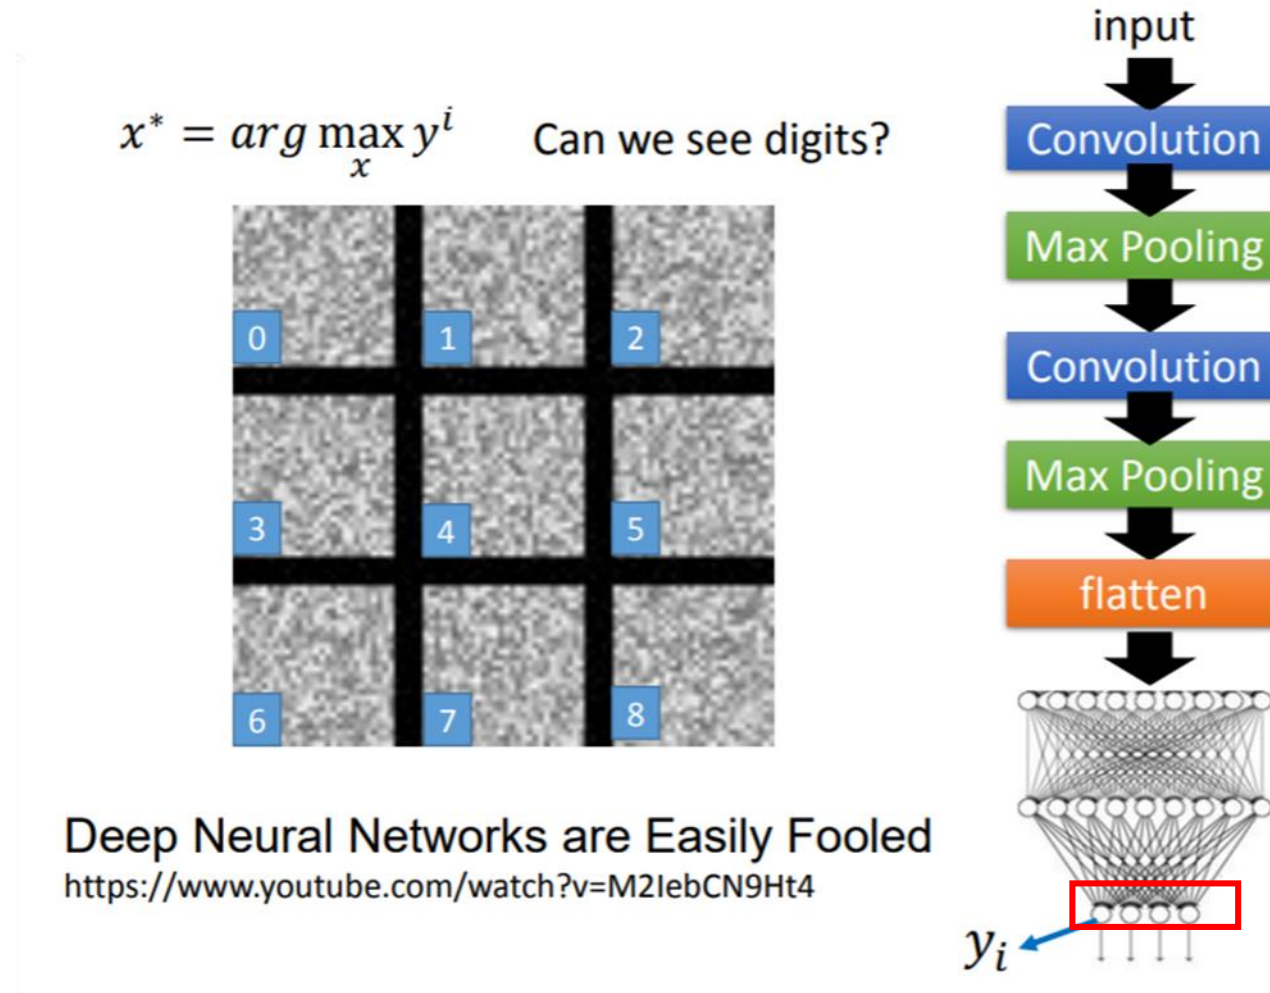 input
x* = arg max y^i
x
Can we see digits?
Convolution
Max Pooling
Convolution
Max Pooling
flatten
0
1
2
3
4
5
6
7
8
Deep Neural Networks are Easily Fooled
https://www.youtube.com/watch?v=M2IebCN9Ht4
y_i